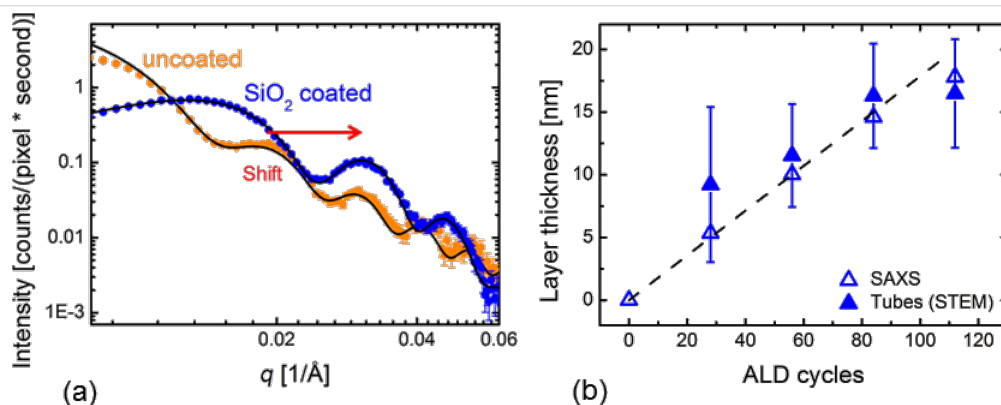 Intensity [counts/(pixel * second)]
1
0.1
0.01
1E-3
uncoated
SiO₂ coated
Shift
0.02
0.04
0.06
q [1/Å]
(a)
Layer thickness [nm]
20
15
10
5
0
SAXS
Tubes (STEM)
0 20 40 60 80 100 120
ALD cycles
(b)